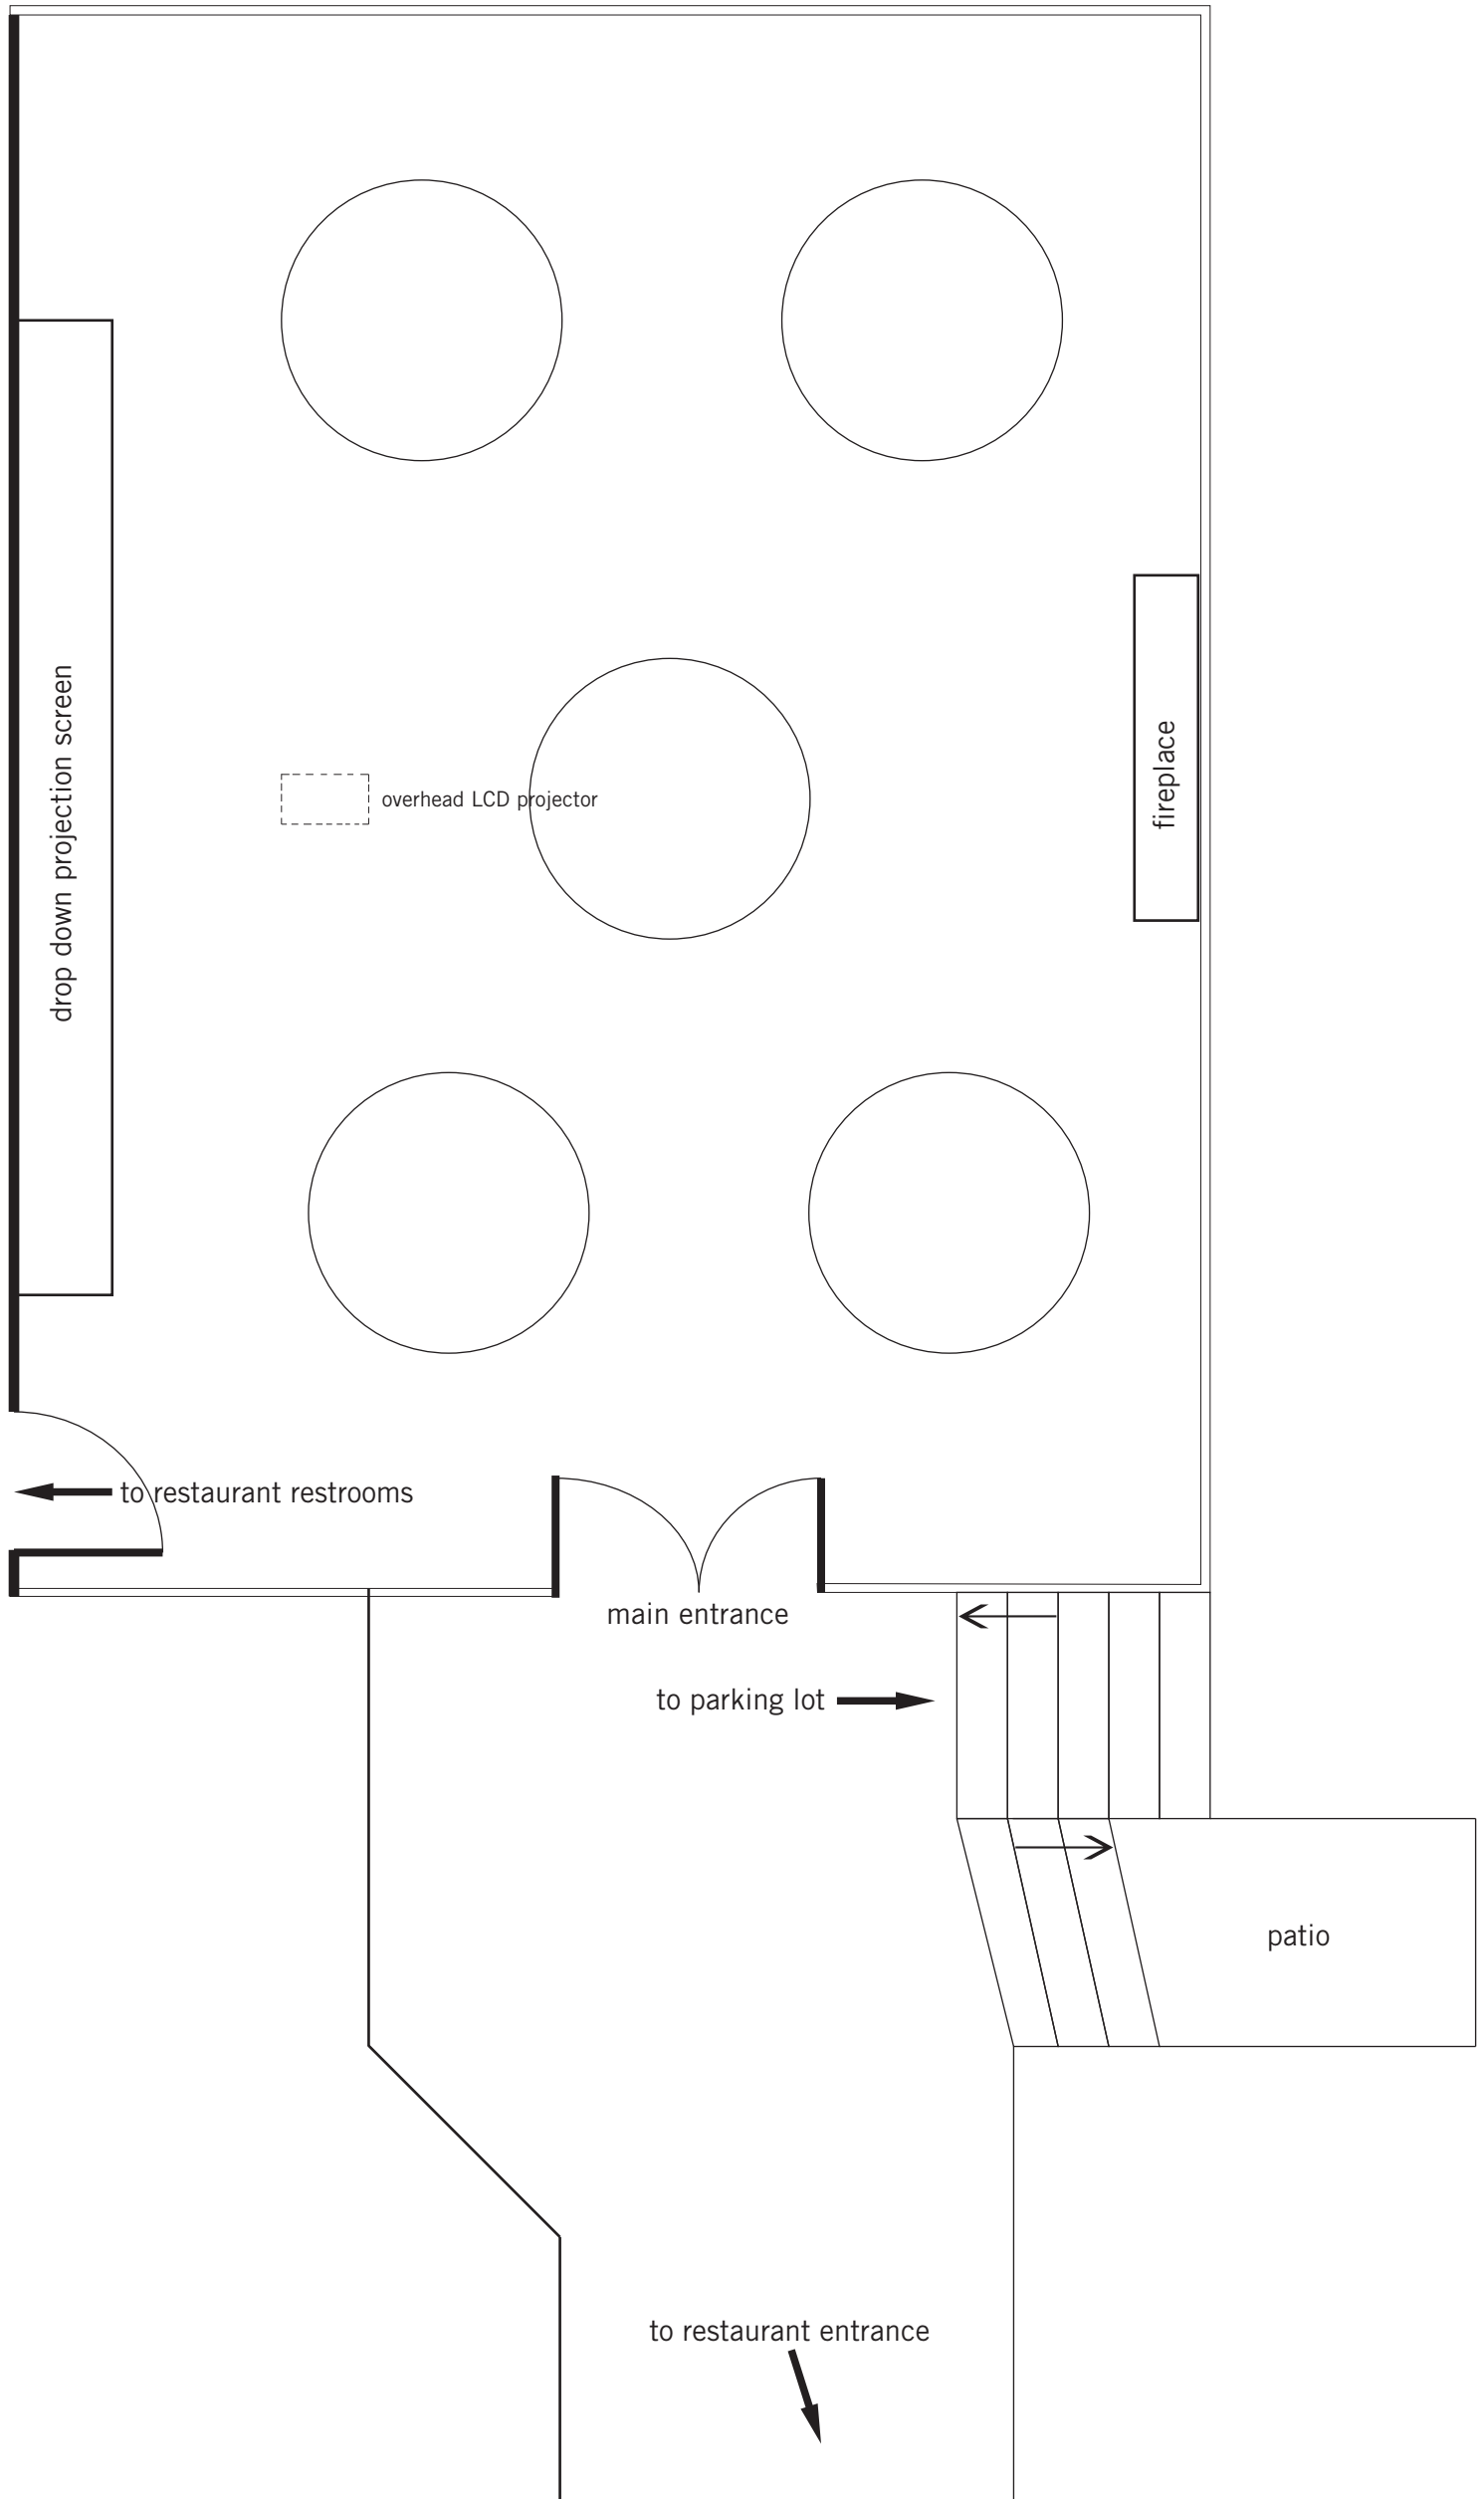 drop down projection screen
overhead LCD projector
fireplace
to restaurant restrooms
main entrance
to parking lot
patio
to restaurant entrance